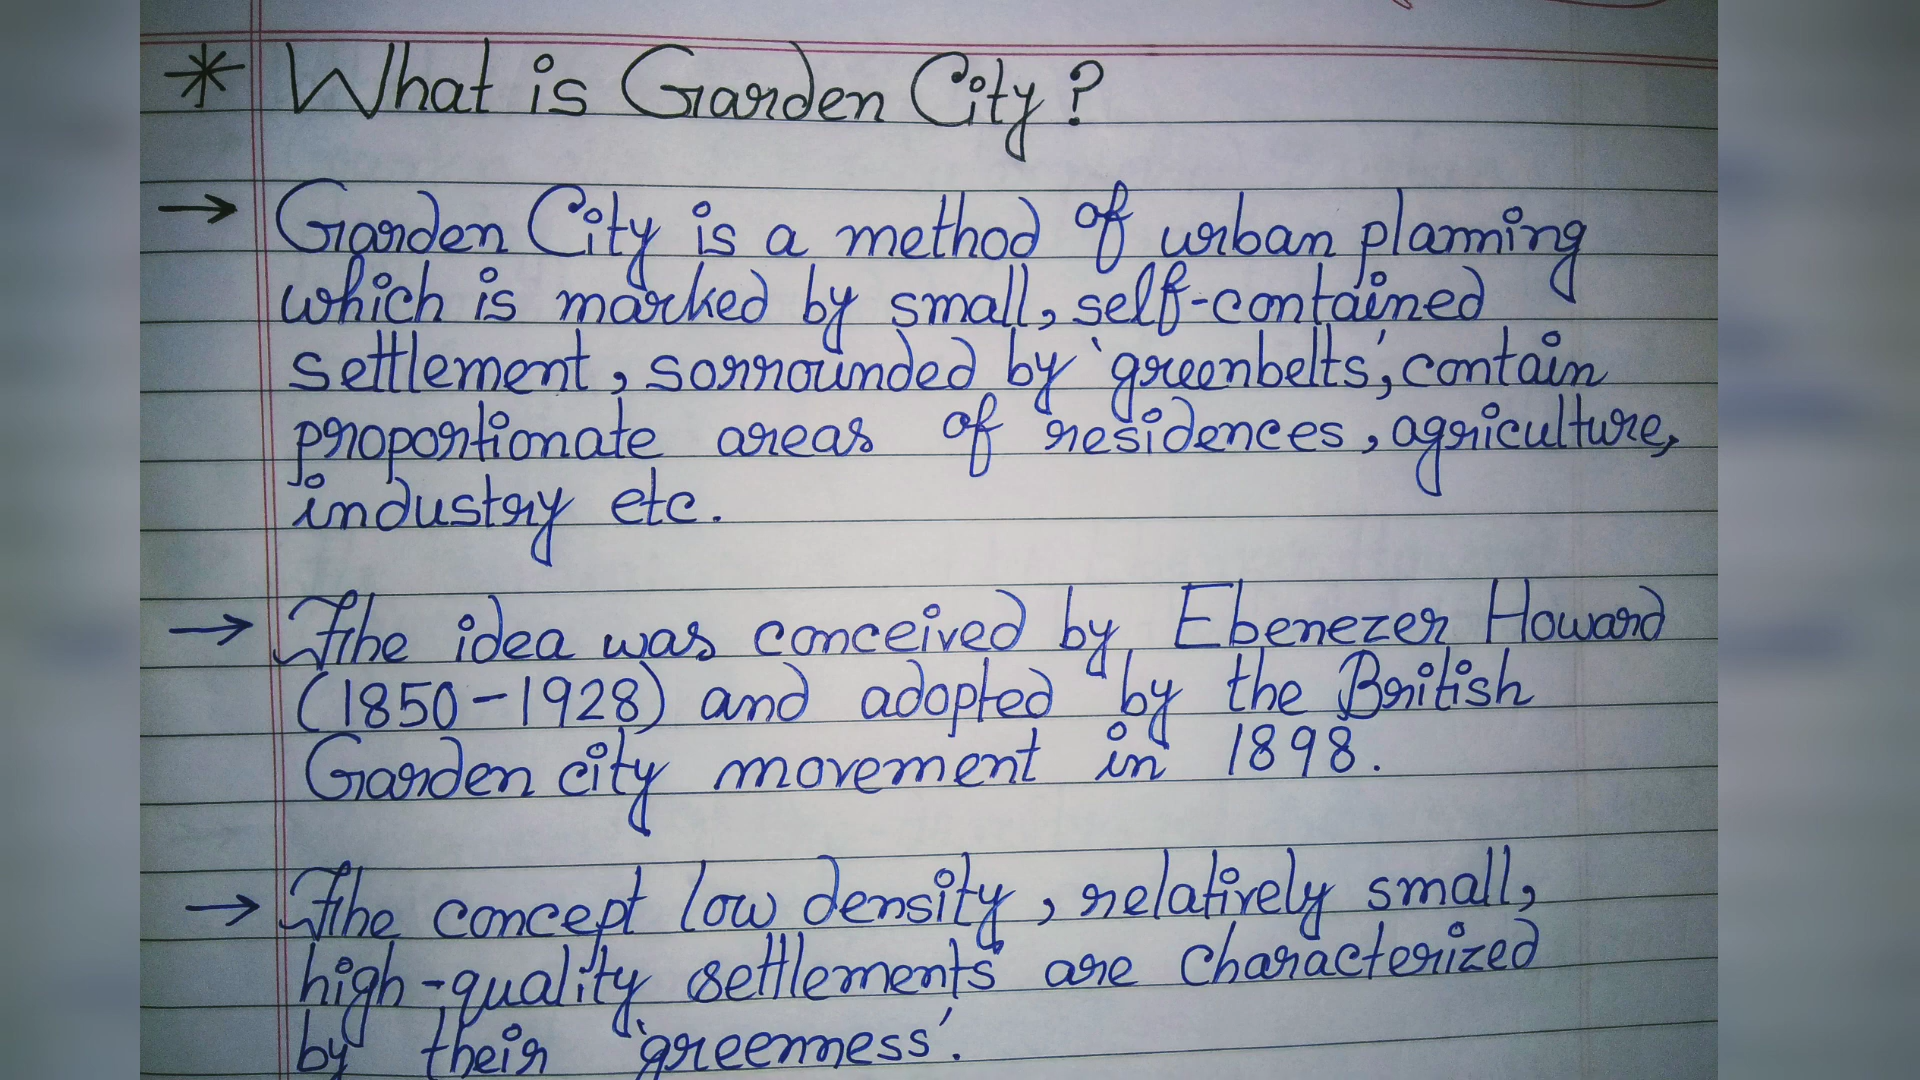 * What is Garden City?
→ Garden City is a method of urban planning
which is marked by small, self-contained
settlement, sorrounded by 'greenbelts', contain
proportionate areas of residences, agriculture,
industry etc.
→ The idea was conceived by Ebenezer Howard
(1850-1928) and adopted by the British
Garden city movement in 1898.
→ The concept low density, relatively small,
high-quality settlements are characterized
by their 'greenness'.